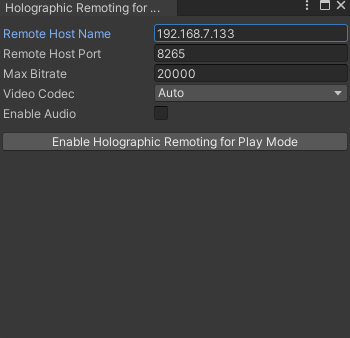 Holographic Remoting for ...
Remote Host Name 192.168.7.133
Remote Host Port 8265
Max Bitrate 20000
Video Codec Auto
Enable Audio
Enable Holographic Remoting for Play Mode